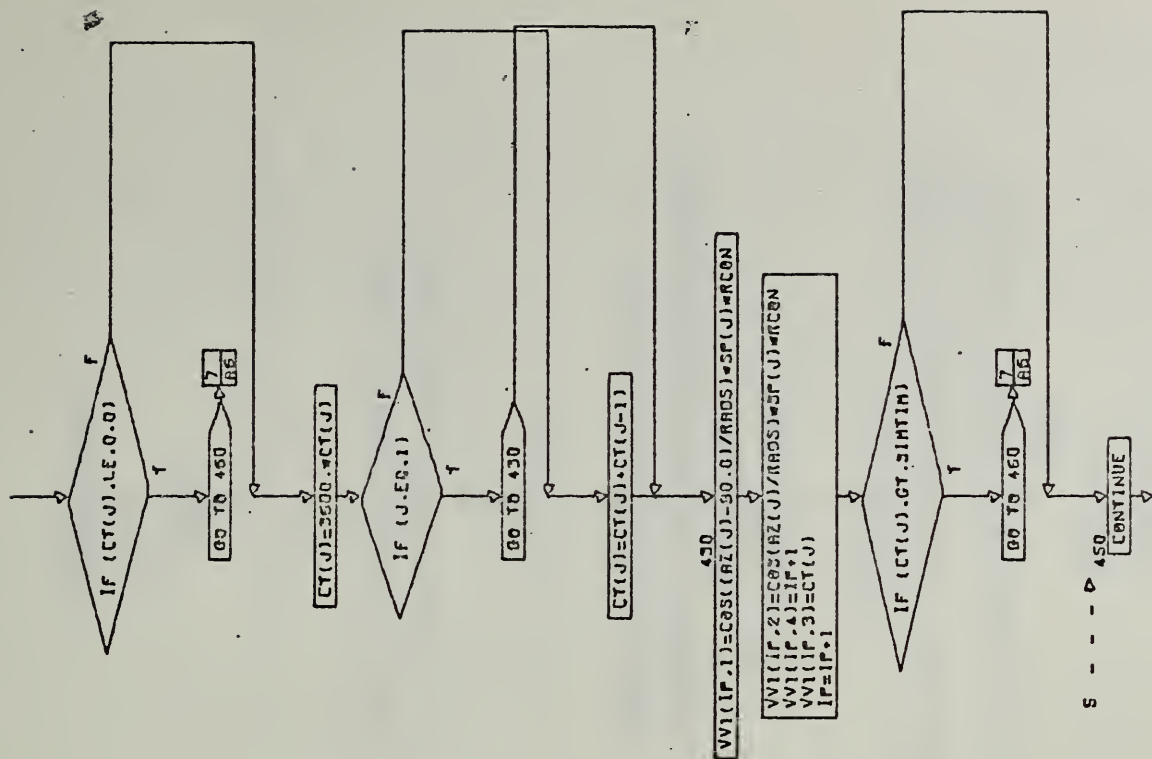 IF (CT(J).LE.0.0)
F
T
GO TO 460
7
A6
CT(J)=3600.*CT(J)
IF (J.EQ.1)
F
T
GO TO 430
CT(J)=CT(J)+CT(J-1)
430
VV1(IP,1)=COS((AZ(J)-90.0)/RADS)*SP(J)*RCON
VV1(IP,2)=COS(AZ(J)/RADS)*SP(J)*RCON
VV1(IP,4)=IP+1
VV1(IP,3)=CT(J)
IP=IP+1
IF (CT(J).GT.SIMTIM)
F
T
GO TO 460
7
A6
S - - - -
450
CONTINUE